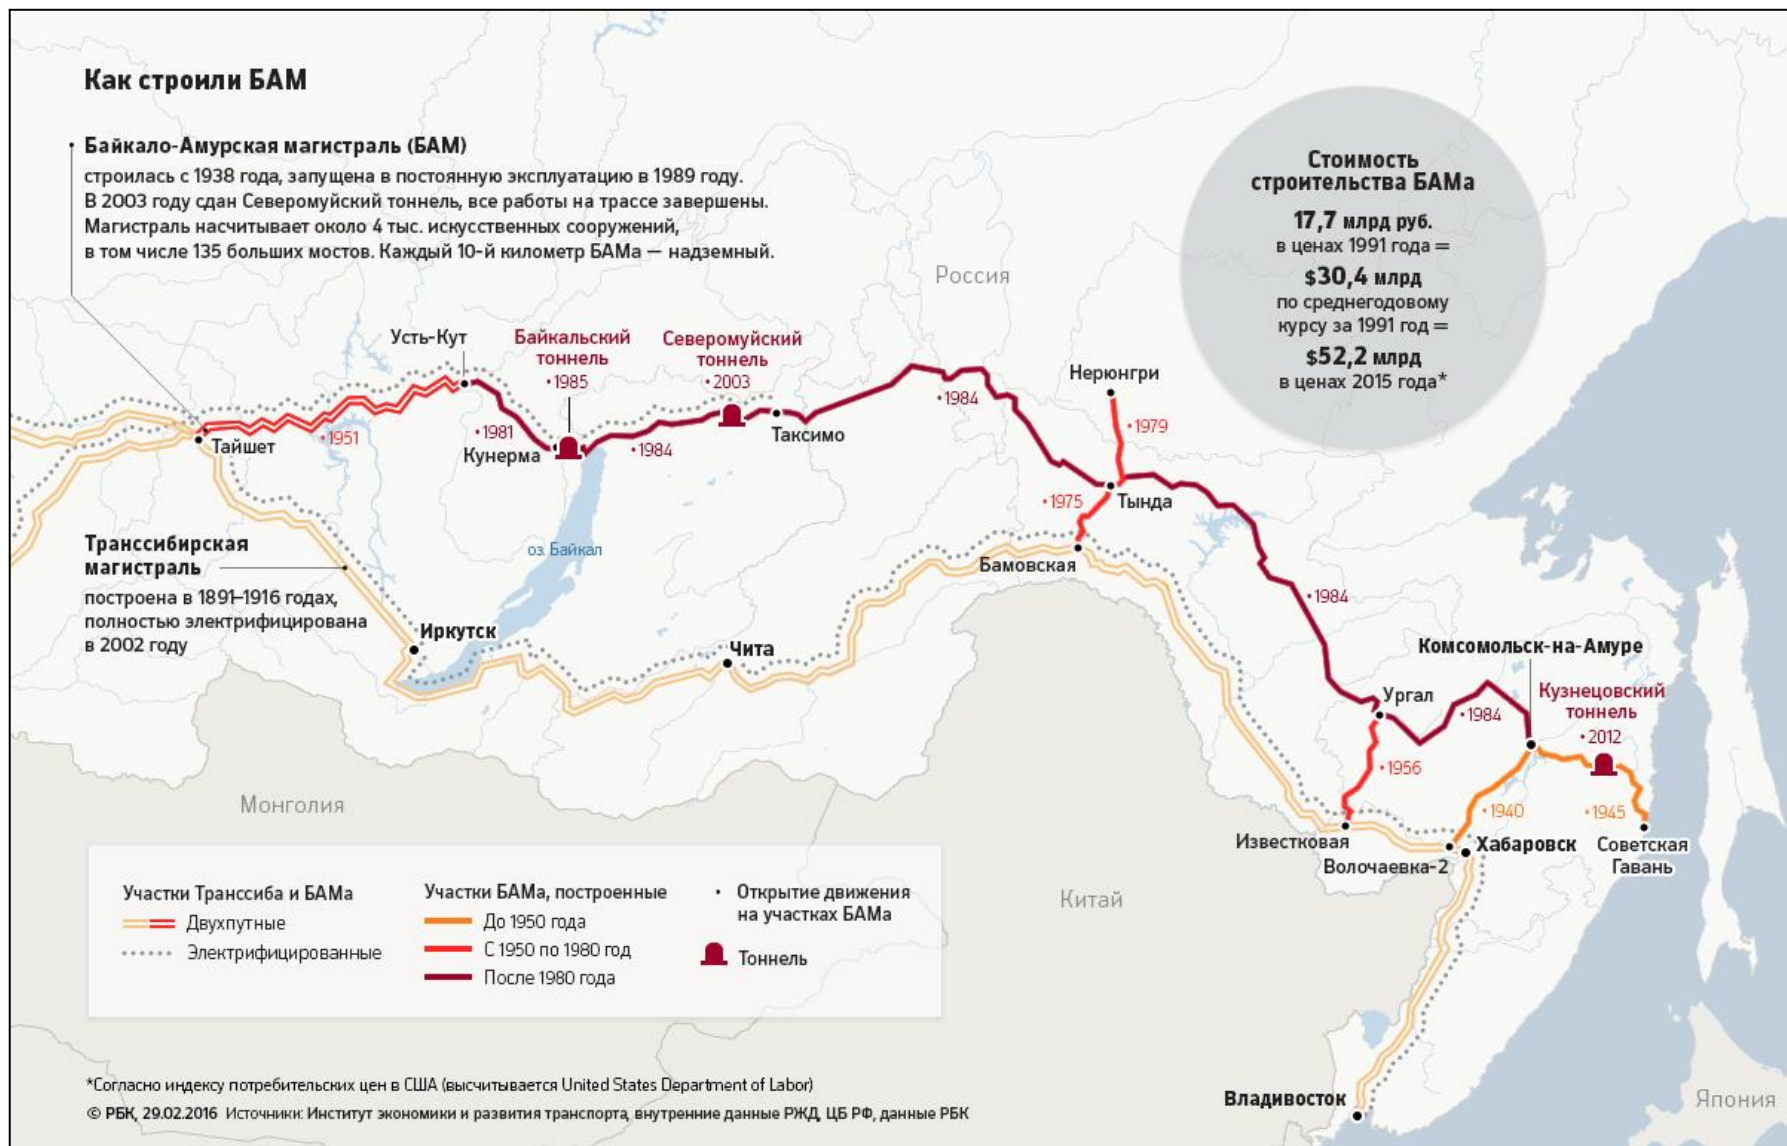 Как строили БАМ
Байкало-Амурская магистраль (БАМ)
строилась с 1938 года, запущена в постоянную эксплуатацию в 1989 году.
В 2003 году сдан Северомуйский тоннель, все работы на трассе завершены.
Магистраль насчитывает около 4 тыс. искусственных сооружений,
в том числе 135 больших мостов. Каждый 10-й километр БАМа — надземный.
Стоимость
строительства БАМа
17,7 млрд руб.
в ценах 1991 года =
$30,4 млрд
по среднегодовому
курсу за 1991 год =
$52,2 млрд
в ценах 2015 года*
Россия
Усть-Кут
Байкальский
тоннель
•1985
Северомуйский
тоннель
•2003
Нерюнгри
•1984
•1979
Тайшет
•1951
•1981
Кунерма
•1984
Таксимо
•1975
Тында
Транссибирская
магистраль
построена в 1891–1916 годах,
полностью электрифицирована
в 2002 году
оз. Байкал
Бамовская
•1984
Иркутск
Чита
Комсомольск-на-Амуре
Ургал
•1984
Кузнецовский
тоннель
•2012
•1956
Монголия
•1940
•1945
Известковая
Волочаевка-2
Хабаровск
Советская
Гавань
Китай
Участки Транссиба и БАМа
Двухпутные
Электрифицированные
Участки БАМа, построенные
До 1950 года
С 1950 по 1980 год
После 1980 года
• Открытие движения
на участках БАМа
Тоннель
*Согласно индексу потребительских цен в США (высчитывается United States Department of Labor)
© РБК, 29.02.2016 Источники: Институт экономики и развития транспорта, внутренние данные РЖД, ЦБ РФ, данные РБК
Владивосток
Япония